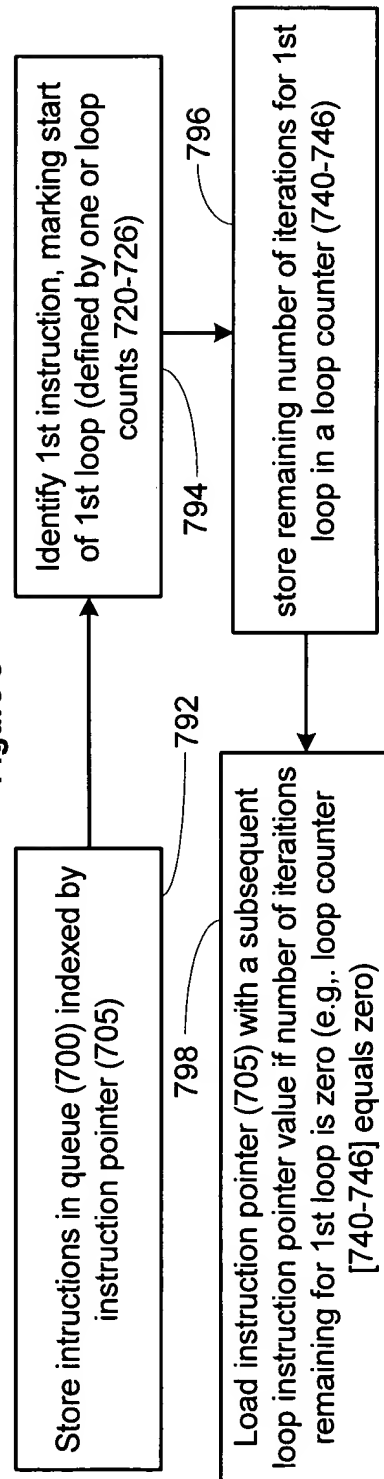 Figure
Store intructions in queue (700) indexed by
instruction pointer (705)
792
Identify 1st instruction, marking start
of 1st loop (defined by one or loop
counts 720-726)
794
store remaining number of iterations for 1st
loop in a loop counter (740-746)
796
Load instruction pointer (705) with a subsequent
loop instruction pointer value if number of iteraitions
remaining for 1st loop is zero (e.g,. loop counter
[740-746] equals zero)
798